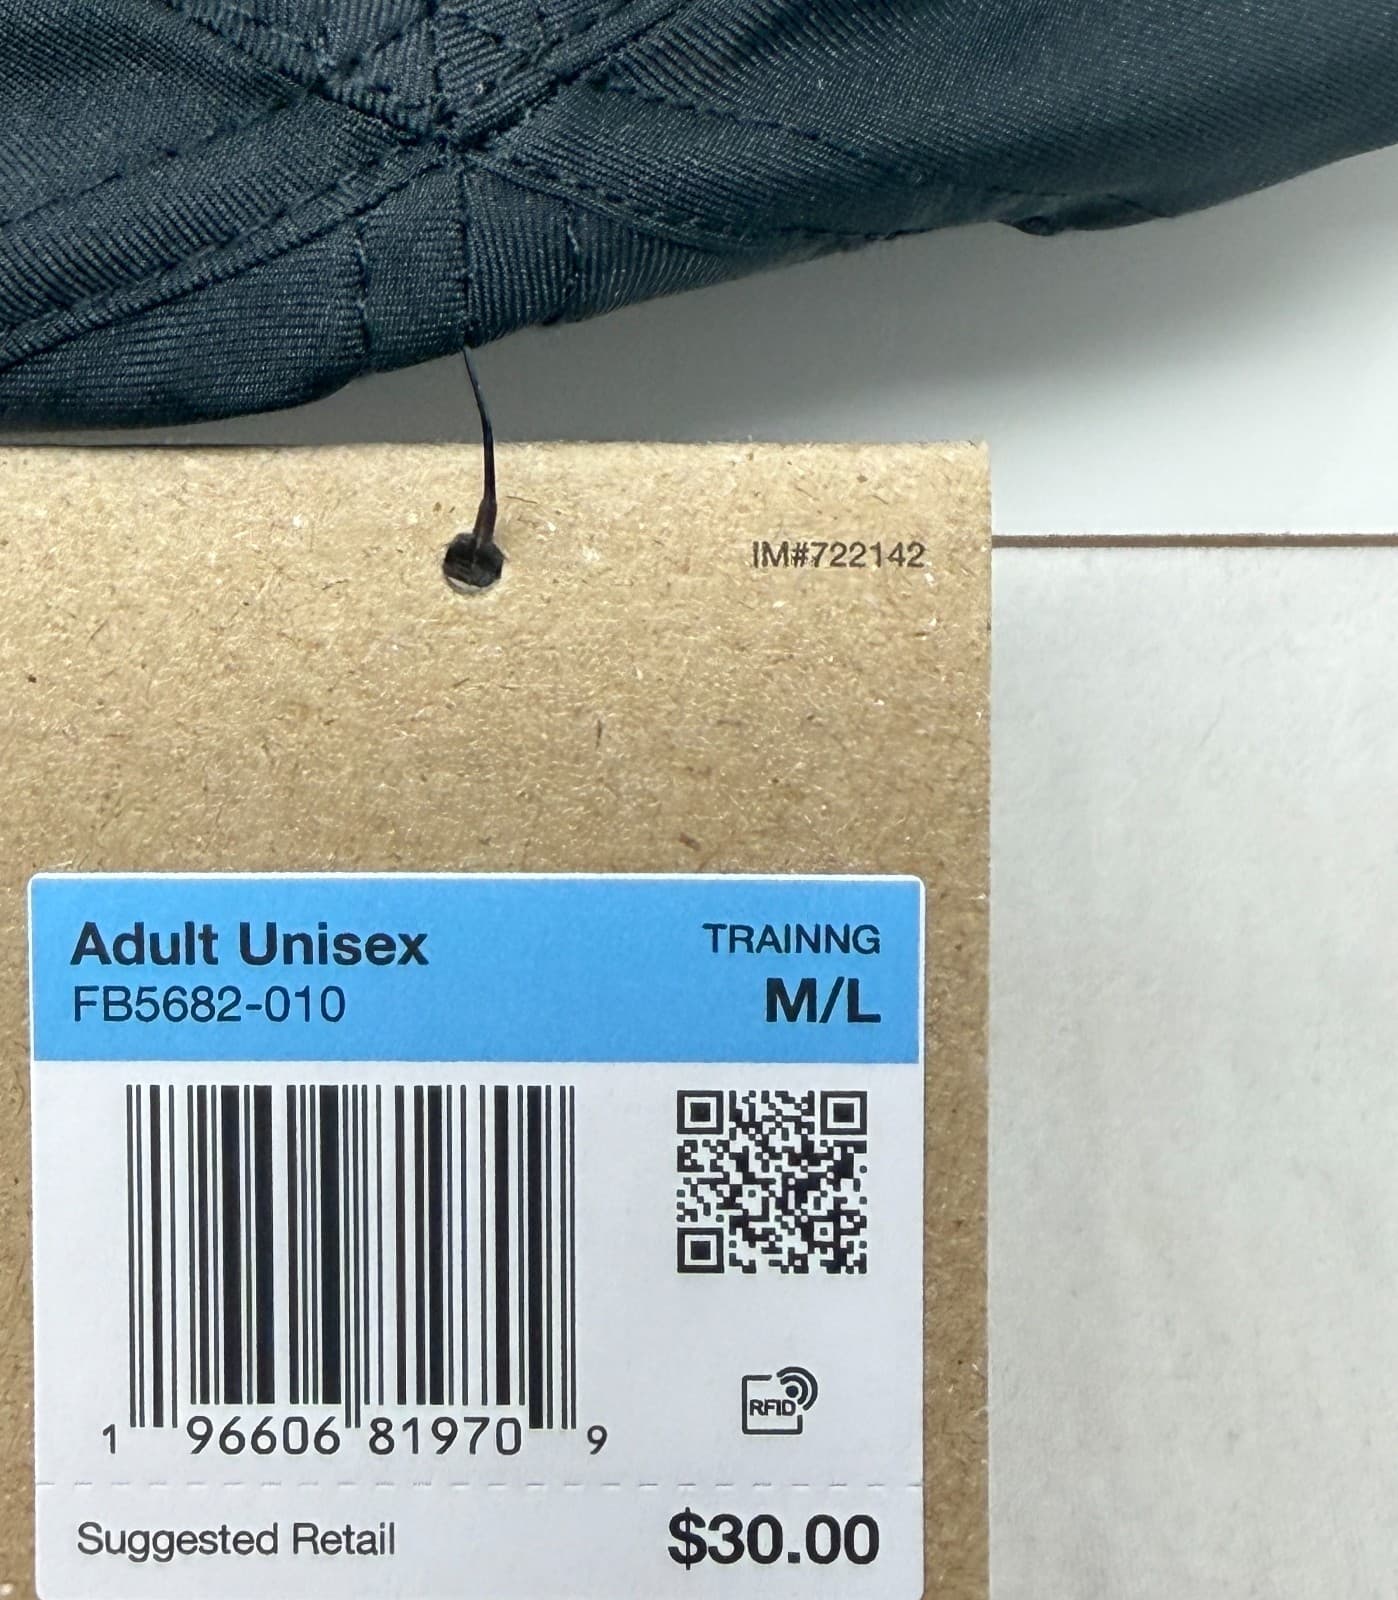 IM#722142
Adult Unisex
TRAINNG
FB5682-010
M/L
1 96606 81970 9
RFID
Suggested Retail
$30.00